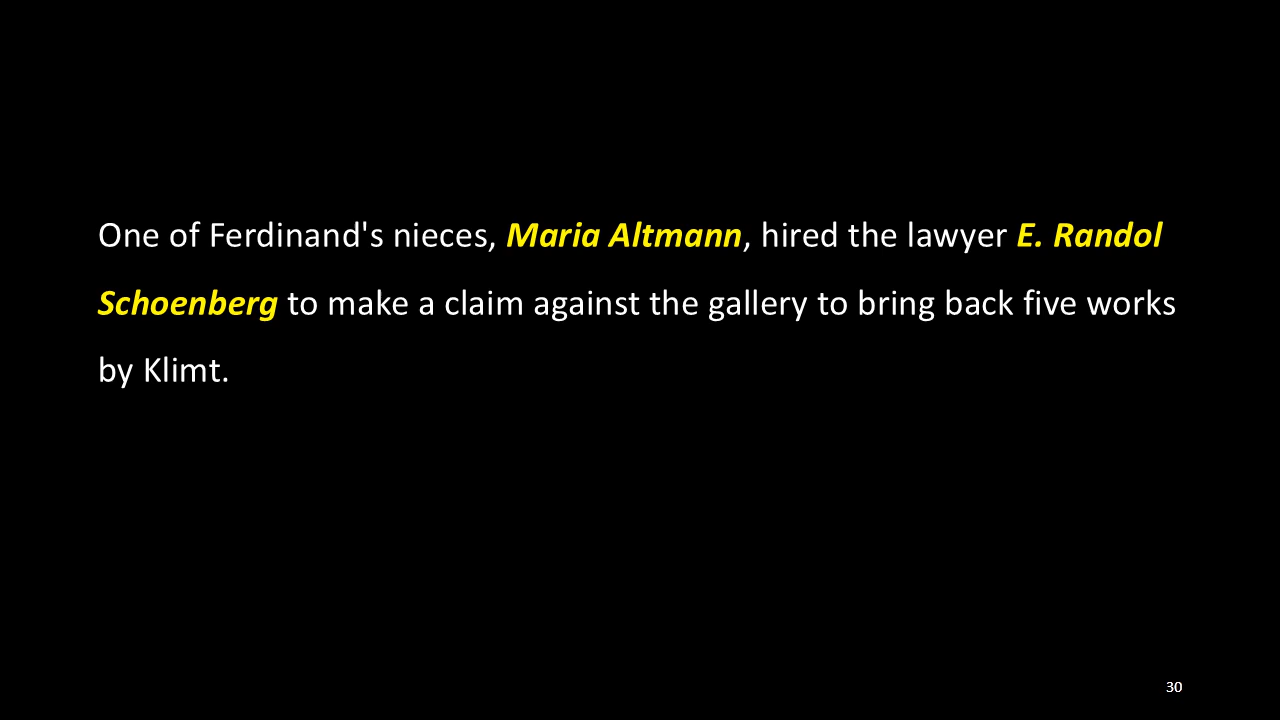 One of Ferdinand's nieces, Maria Altmann, hired the lawyer E. Randol
Schoenberg to make a claim against the gallery to bring back five works
by Klimt.
30